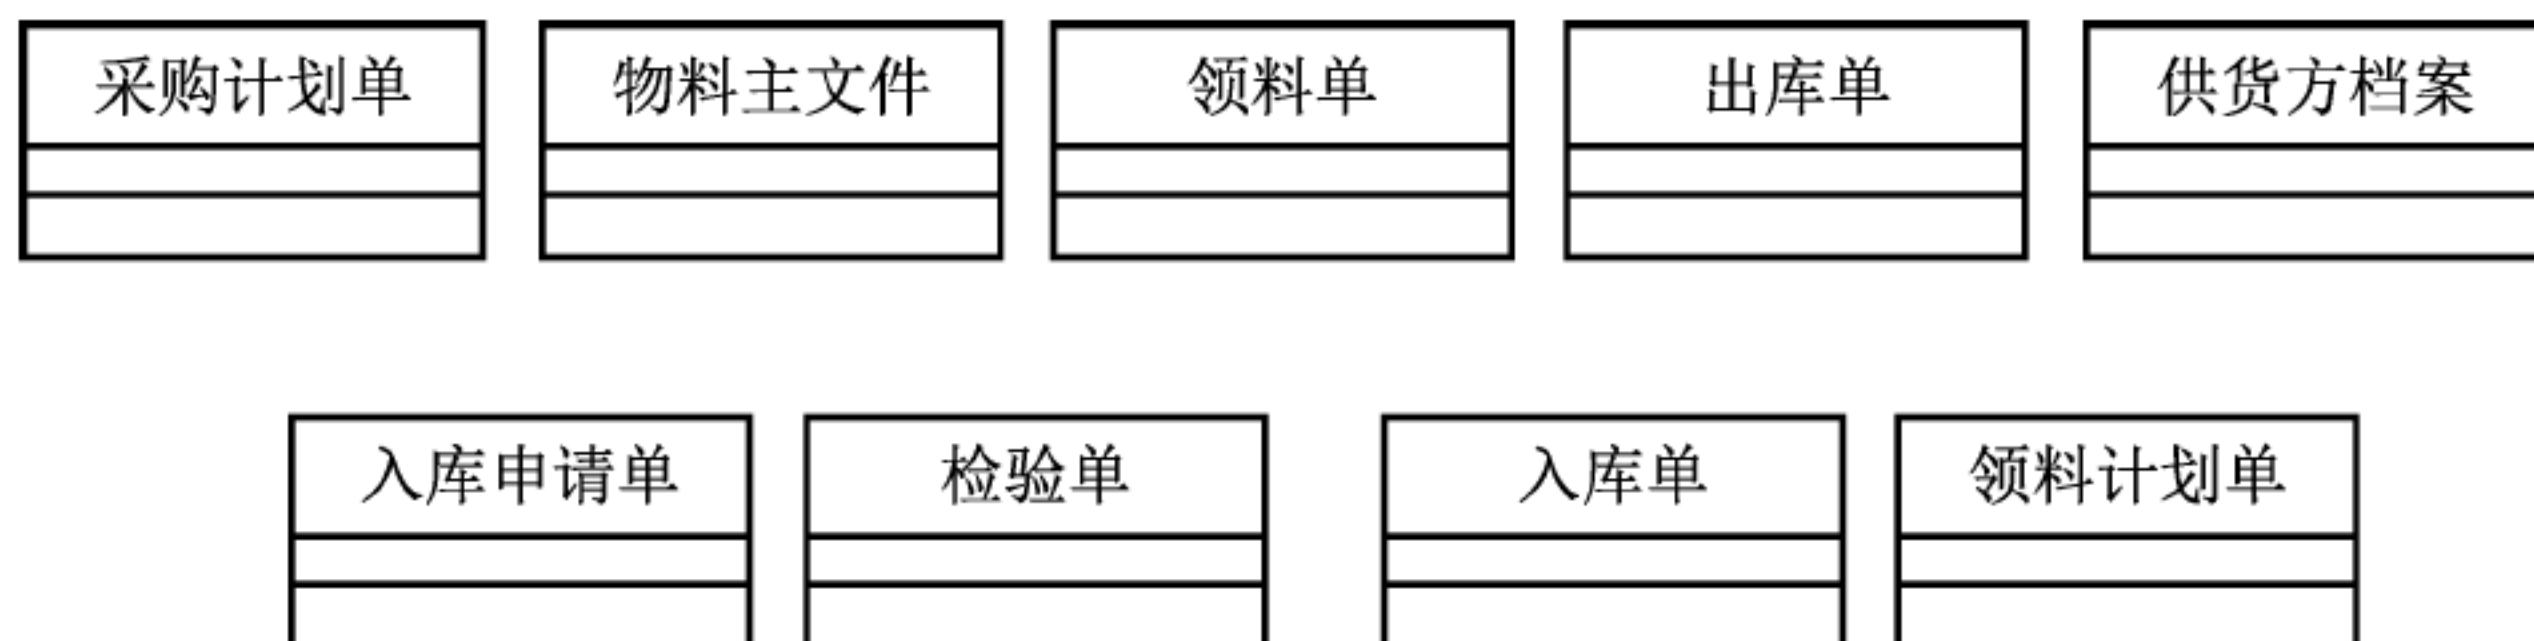 采购计划单
物料主文件
领料单
出库单
供货方档案
入库申请单
检验单
入库单
领料计划单